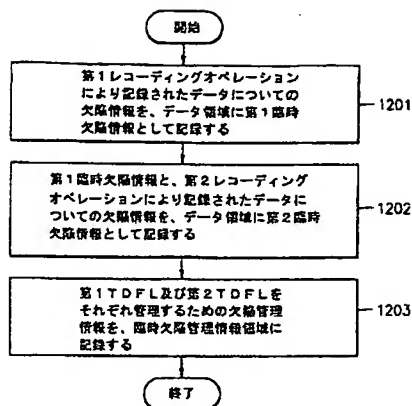 開始
第1レコーディングオペレーション
により記録されたデータについての
欠陥情報を、データ領域に第1臨時
欠陥情報として記録する
1201
第1臨時欠陥情報と、第2レコーディング
オペレーションにより記録されたデータに
ついての欠陥情報を、データ領域に第2臨時
欠陥情報として記録する
1202
第1TDFL及び第2TDFLを
それぞれ管理するための欠陥管理
情報を、臨時欠陥管理情報領域に
記録する
1203
終了